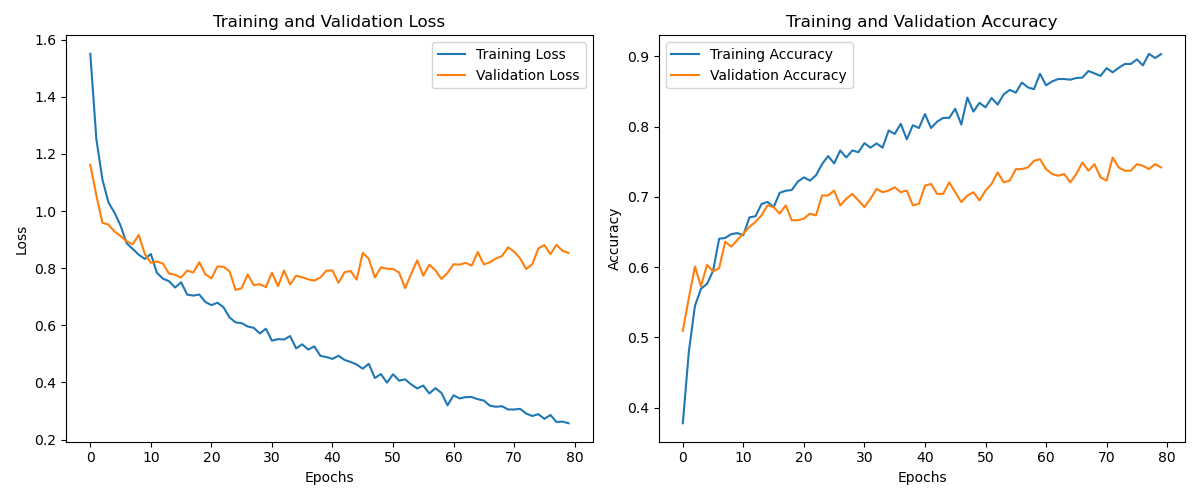 Training and Validation Loss
Training Loss
Validation Loss
Loss
1.6
1.4
1.2
1.0
0.8
0.6
0.4
0.2
0 10 20 30 40 50 60 70 80
Epochs
Training and Validation Accuracy
Training Accuracy
Validation Accuracy
Accuracy
0.9
0.8
0.7
0.6
0.5
0.4
0 10 20 30 40 50 60 70 80
Epochs